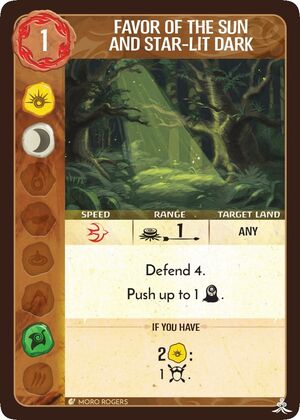 1
FAVOR OF THE SUN
AND STAR-LIT DARK
SPEED
RANGE
TARGET LAND
1
ANY
Defend 4.
Push up to 1 .
IF YOU HAVE
2 :
1 .
MORO ROGERS